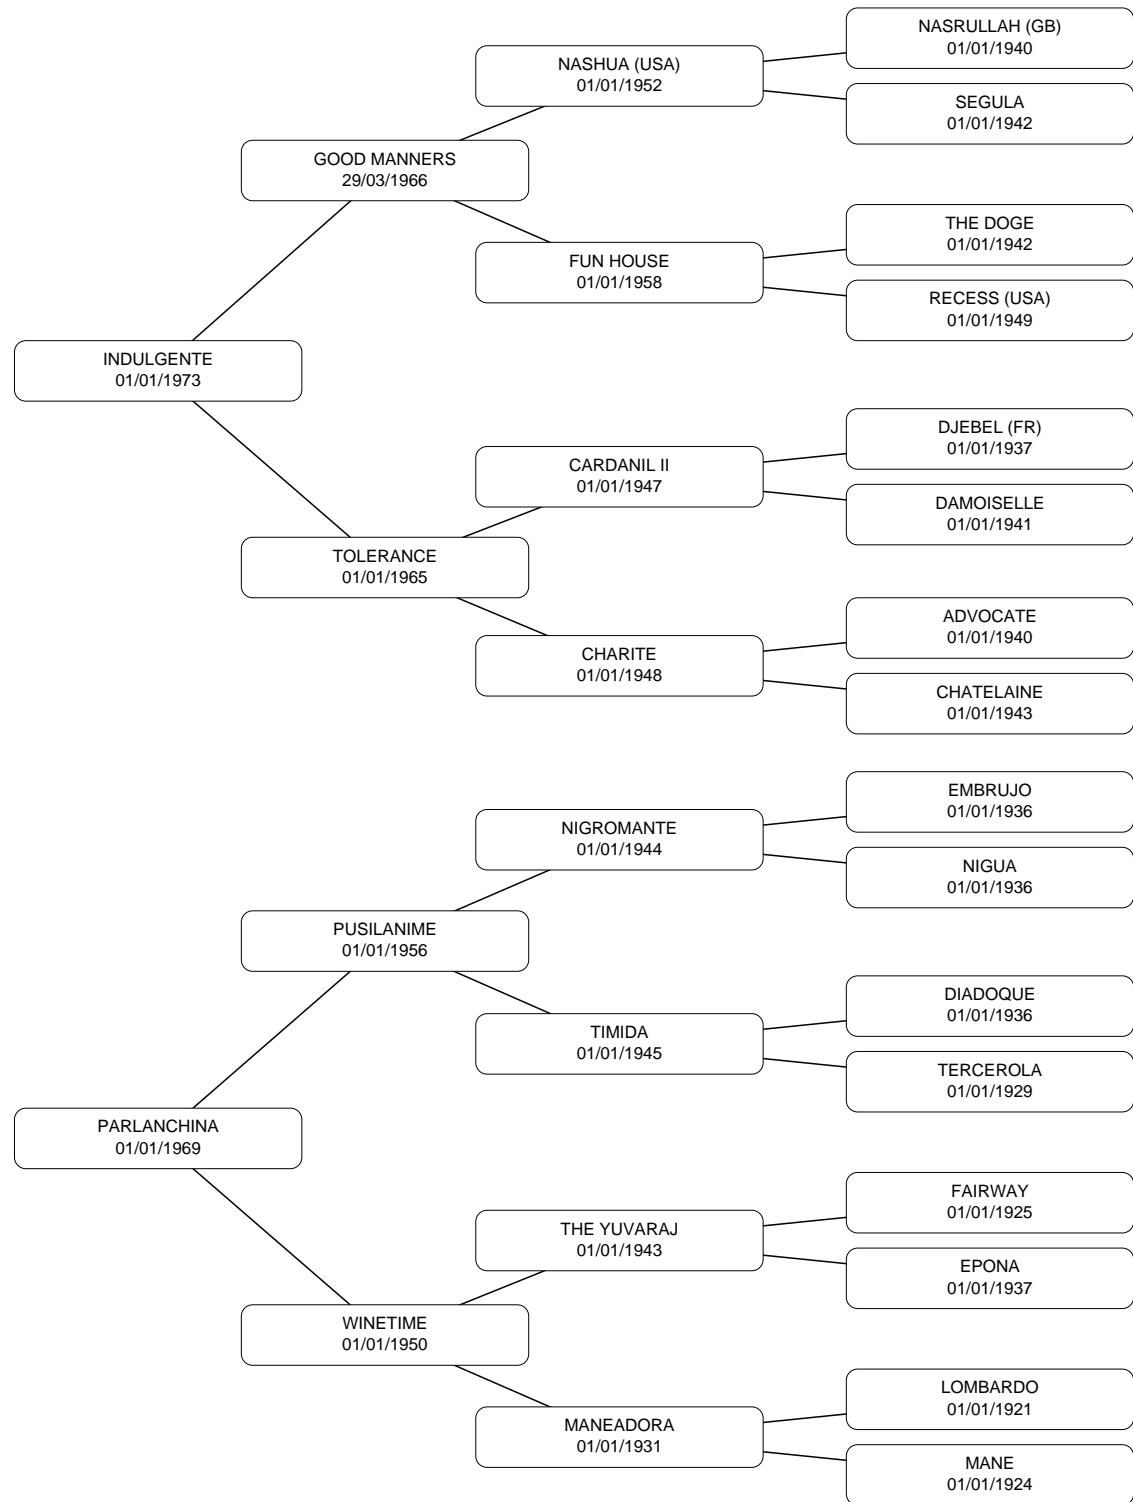 NASRULLAH (GB)
01/01/1940
NASHUA (USA)
01/01/1952
SEGULA
01/01/1942
GOOD MANNERS
29/03/1966
THE DOGE
01/01/1942
FUN HOUSE
01/01/1958
RECESS (USA)
01/01/1949
INDULGENTE
01/01/1973
DJEBEL (FR)
01/01/1937
CARDANIL II
01/01/1947
DAMOISELLE
01/01/1941
TOLERANCE
01/01/1965
ADVOCATE
01/01/1940
CHARITE
01/01/1948
CHATELAINE
01/01/1943
EMBRUJO
01/01/1936
NIGROMANTE
01/01/1944
NIGUA
01/01/1936
PUSILANIME
01/01/1956
DIADOQUE
01/01/1936
TIMIDA
01/01/1945
TERCEROLA
01/01/1929
PARLANCHINA
01/01/1969
FAIRWAY
01/01/1925
THE YUVARAJ
01/01/1943
EPONA
01/01/1937
WINETIME
01/01/1950
LOMBARDO
01/01/1921
MANEADORA
01/01/1931
MANE
01/01/1924